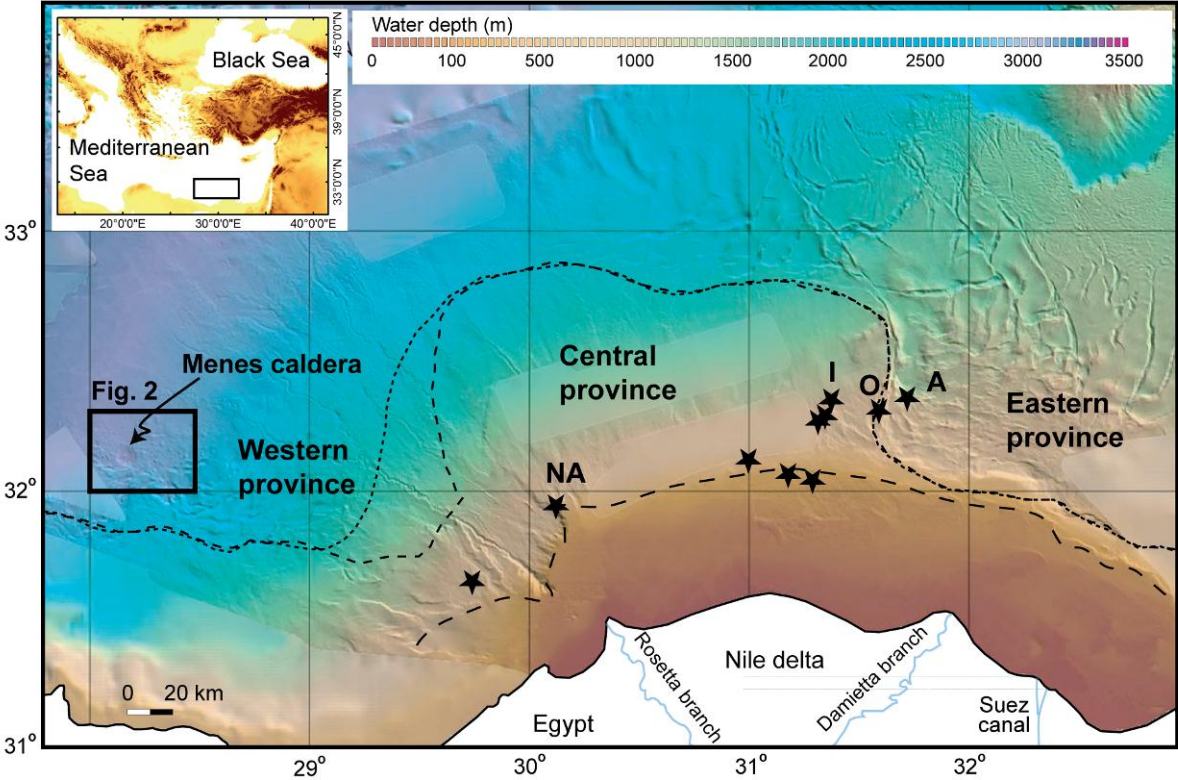 Water depth (m)
0 100 500 1000 1500 2000 2500 3000 3500
Black Sea
Mediterranean
Sea
45°0'0"N
39°0'0"N
33°0'0"N
20°0'0"E 30°0'0"E 40°0'0"E
33°
Menes caldera
Fig. 2
Central
province
I
O
A
Western
province
Eastern
province
NA
32°
0 20 km
Rosetta branch
Nile delta
Damietta branch
Suez
canal
Egypt
31°
29° 30° 31° 32°